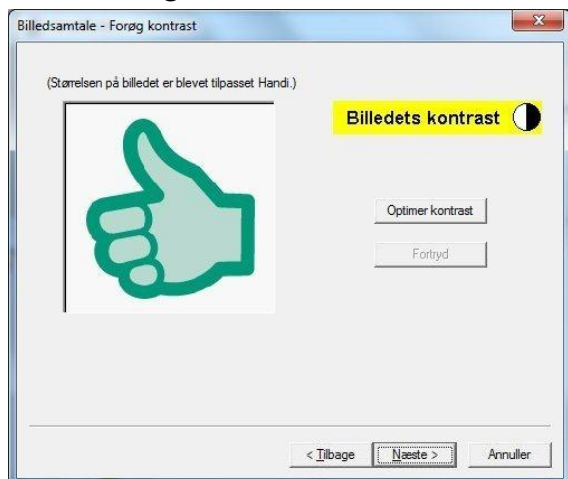 Billedsamtale - Forøg kontrast
(Størrelsen på billedet er blevet tilpasset Handi.)
Billedets kontrast
Optimer kontrast
Fortryd
< Tilbage Næste > Annuller